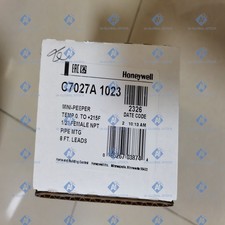 EAC
Honeywell
C7027A 1023
2326
DATE CODE
MINI-PEEPER
TEMP. 0. TO +215F
1/2" FEMALE NPT
PIPE MTG
6 FT. LEADS